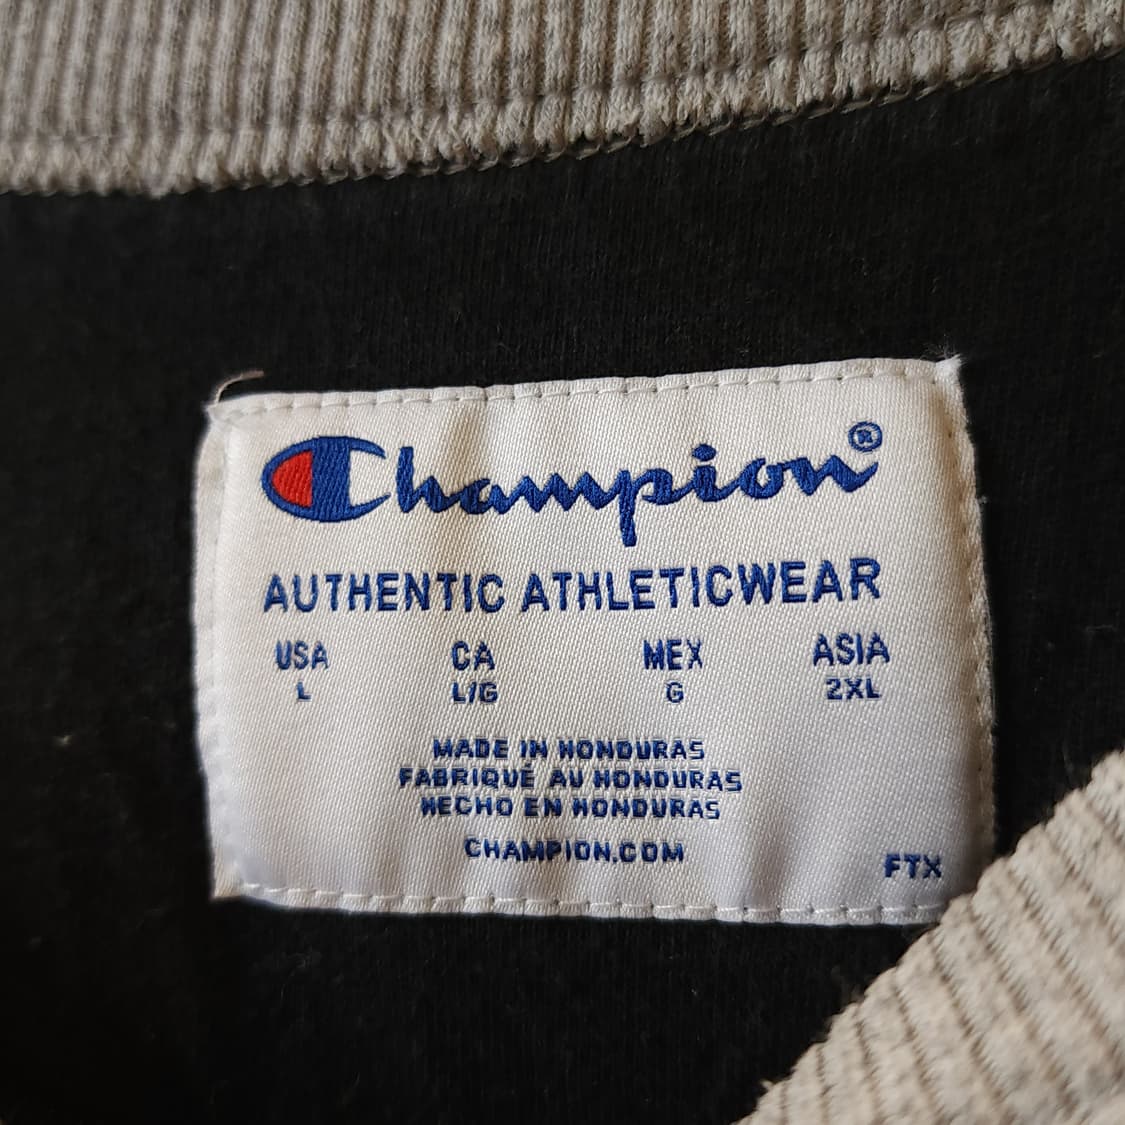 Champion®
AUTHENTIC ATHLETICWEAR
USA CA MEX ASIA
L L/G G 2XL
MADE IN HONDURAS
FABRIQUÉ AU HONDURAS
HECHO EN HONDURAS
CHAMPION.COM
FTX